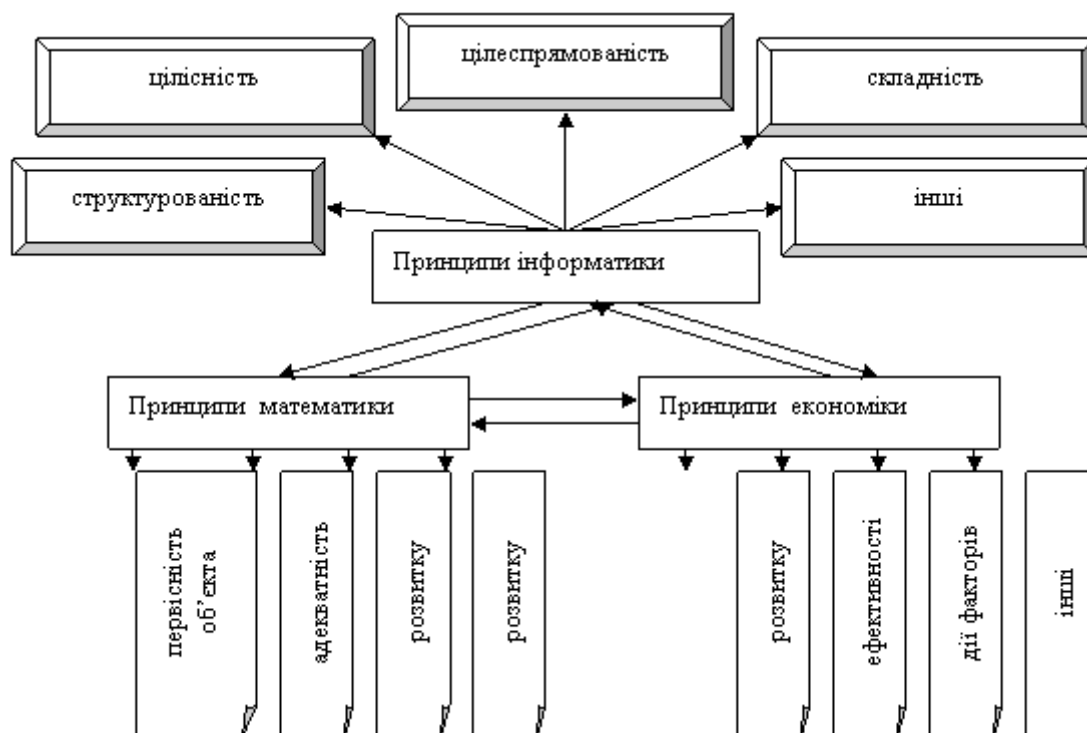 цілеспрямованість
цілісність
складність
структурованість
інші
Принципи інформатики
Принципи математики
Принципи економіки
первісність
об’єкта
адекватність
розвитку
розвитку
розвитку
ефективності
дії факторів
інші